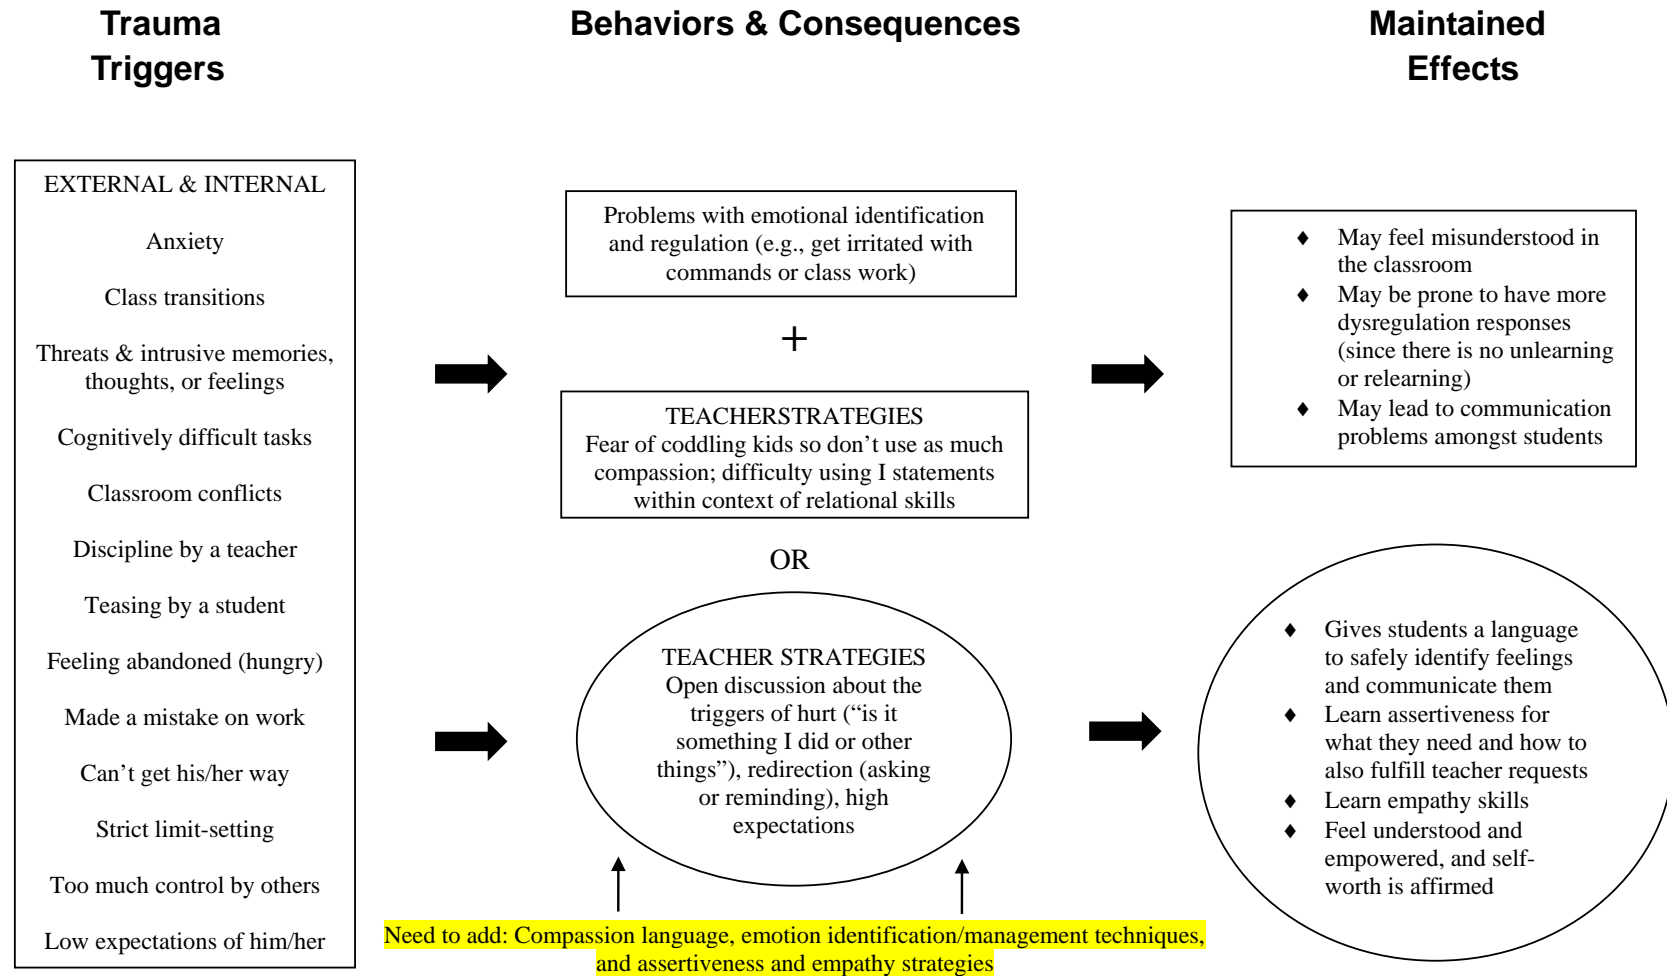 Trauma
Triggers
Behaviors & Consequences
Maintained
Effects
EXTERNAL & INTERNAL
Anxiety
Class transitions
Threats & intrusive memories,
thoughts, or feelings
Cognitively difficult tasks
Classroom conflicts
Discipline by a teacher
Teasing by a student
Feeling abandoned (hungry)
Made a mistake on work
Can’t get his/her way
Strict limit-setting
Too much control by others
Low expectations of him/her
Problems with emotional identification
and regulation (e.g., get irritated with
commands or class work)
+
TEACHERSTRATEGIES
Fear of coddling kids so don’t use as much
compassion; difficulty using I statements
within context of relational skills
OR
TEACHER STRATEGIES
Open discussion about the
triggers of hurt (“is it
something I did or other
things”), redirection (asking
or reminding), high
expectations
Need to add: Compassion language, emotion identification/management techniques,
and assertiveness and empathy strategies
♦ May feel misunderstood in
the classroom
♦ May be prone to have more
dysregulation responses
(since there is no unlearning
or relearning)
♦ May lead to communication
problems amongst students
♦ Gives students a language
to safely identify feelings
and communicate them
♦ Learn assertiveness for
what they need and how to
also fulfill teacher requests
♦ Learn empathy skills
♦ Feel understood and
empowered, and self-
worth is affirmed